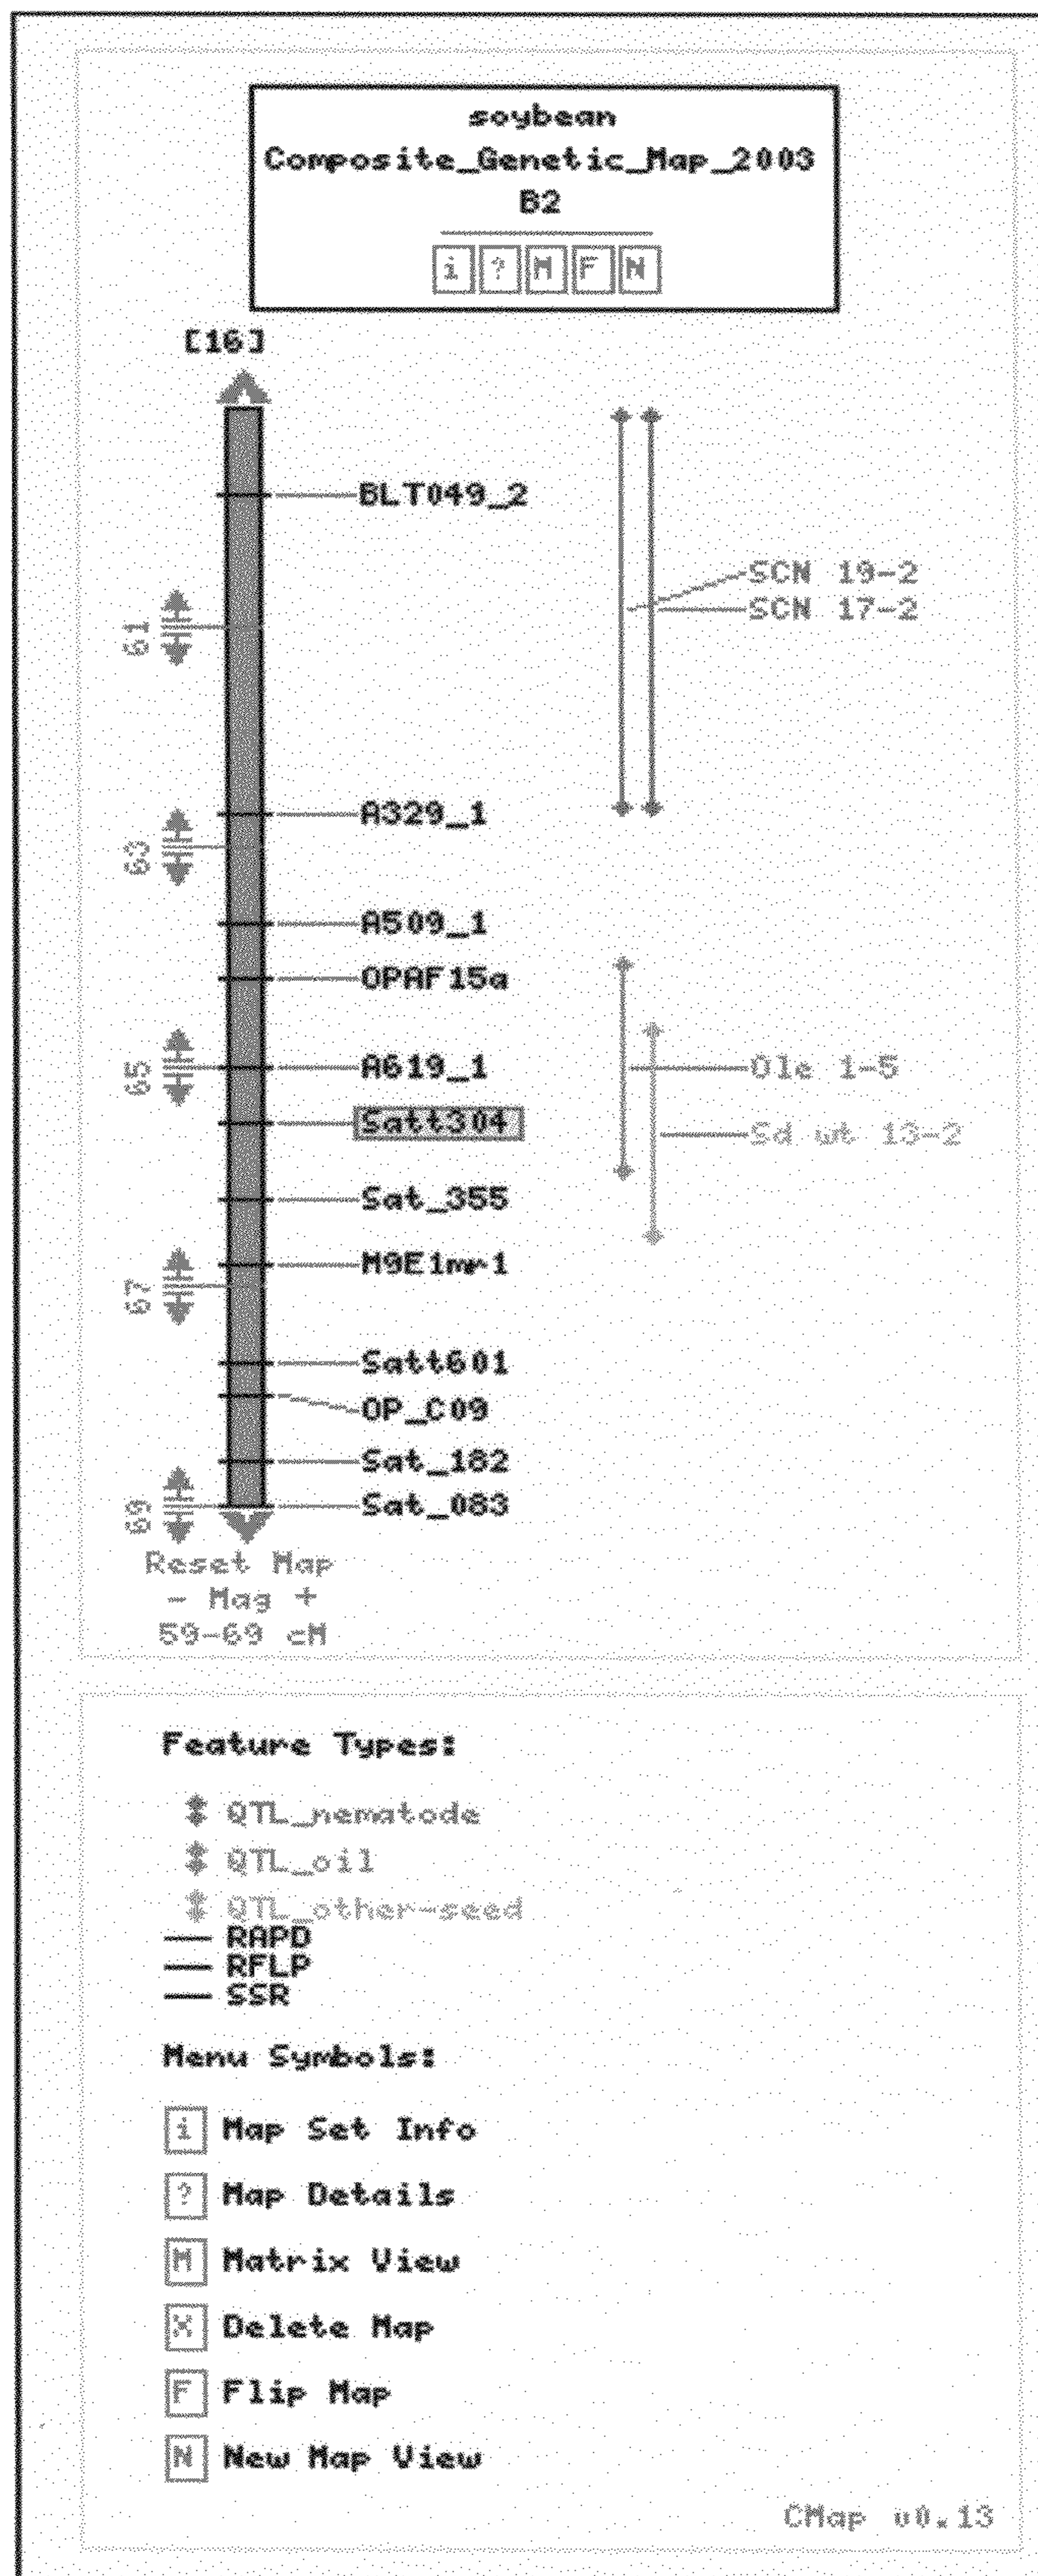 soybean
Composite_Genetic_Map_2003
B2
i ? M F N
[16]
BLT049_2
SCN 19-2
61
SCN 17-2
A329_1
63
A509_1
OPAF15a
65
A619_1
Ole 1-5
Satt304
Sd wt 13-2
Sat_355
M9E1mr1
67
Satt601
OP_C09
Sat_182
69
Sat_083
Reset Map
- Mag +
59-69 cM
Feature Types:
QTL_nematode
QTL_oil
QTL_other-seed
RAPD
RFLP
SSR
Menu Symbols:
i Map Set Info
? Map Details
M Matrix View
X Delete Map
F Flip Map
N New Map View
CMap v0.13